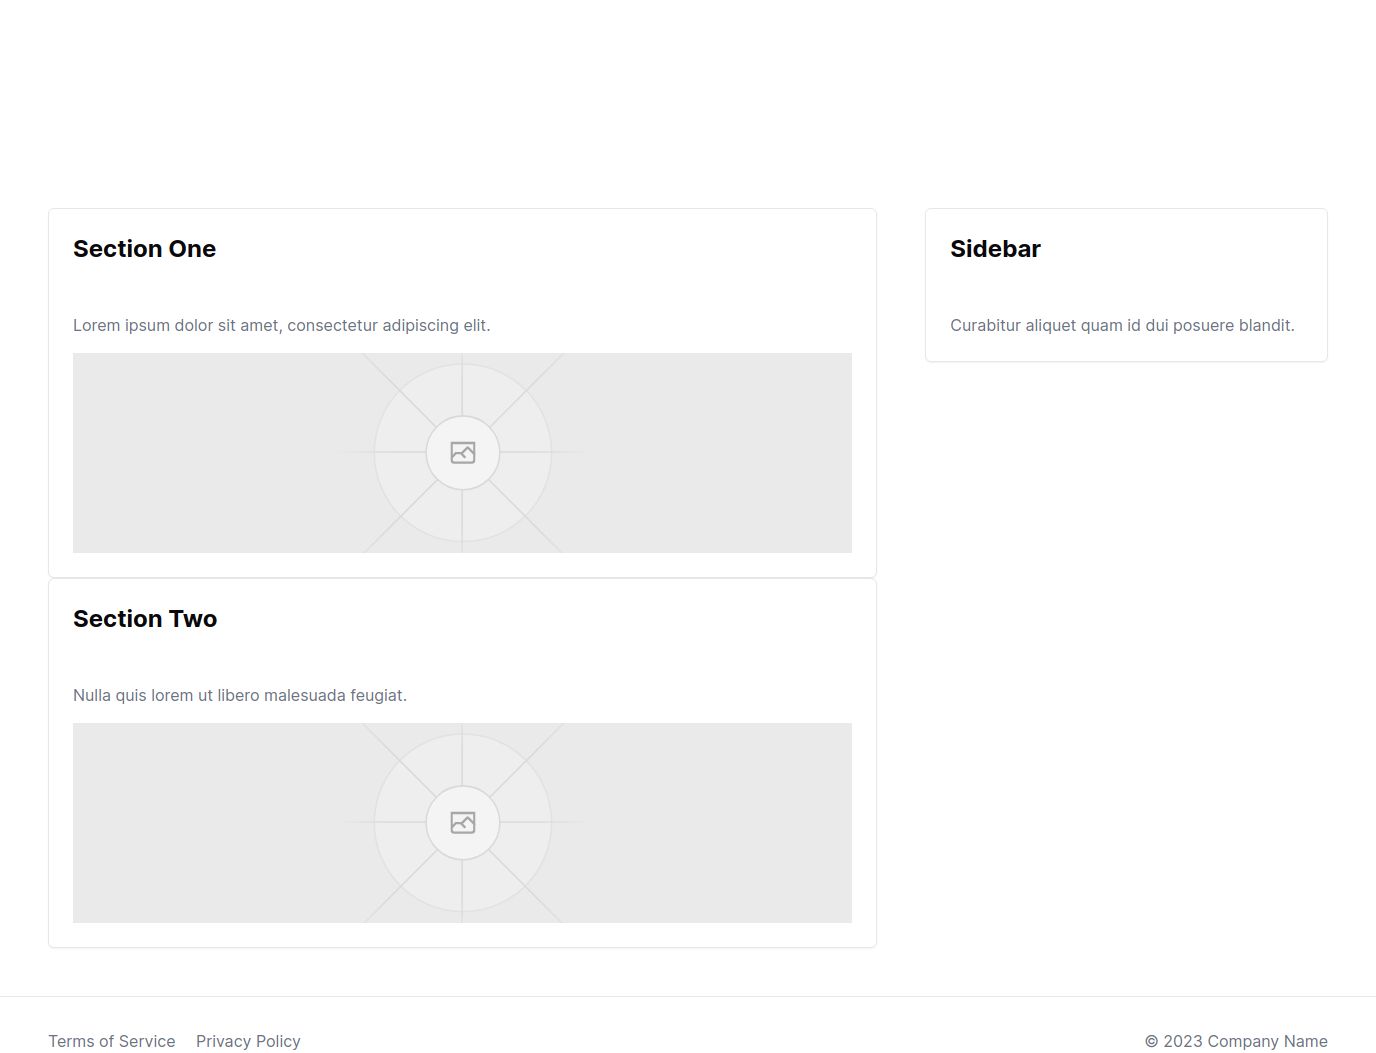 Section One
Lorem ipsum dolor sit amet, consectetur adipiscing elit.
Section Two
Nulla quis lorem ut libero malesuada feugiat.
Sidebar
Curabitur aliquet quam id dui posuere blandit.
Terms of Service
Privacy Policy
© 2023 Company Name